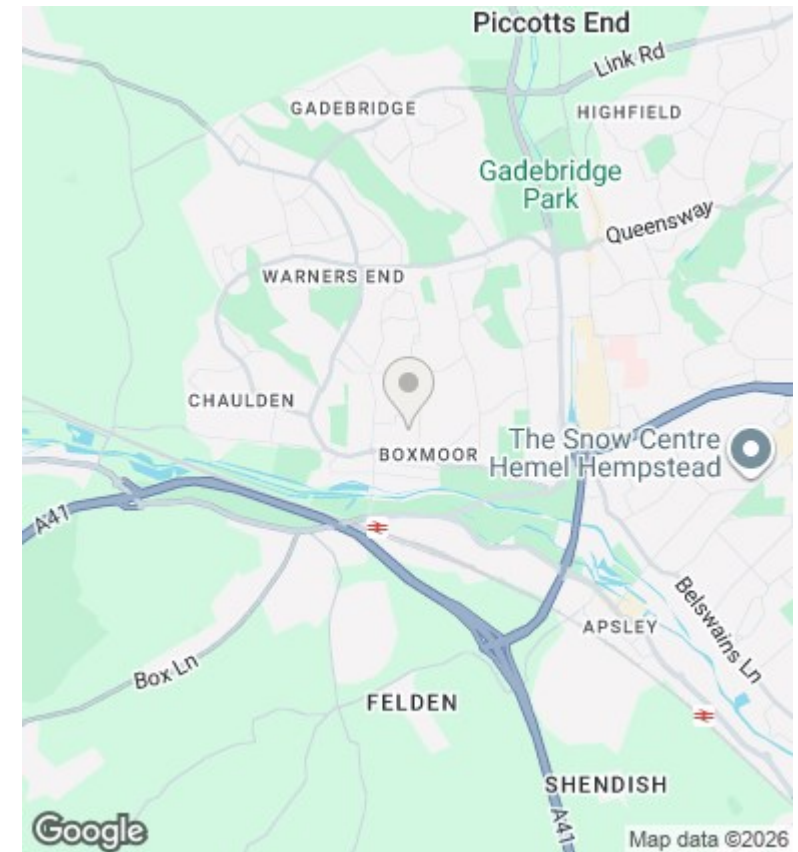 Piccotts End
Link Rd
GADEBRIDGE
HIGHFIELD
Gadebridge
Park
Queensway
WARNERS END
CHAULDEN
BOXMOOR
The Snow Centre
Hemel Hempstead
A41
Belswains Ln
APSLEY
Box Ln
FELDEN
SHENDISH
A41
Google
Map data ©2026